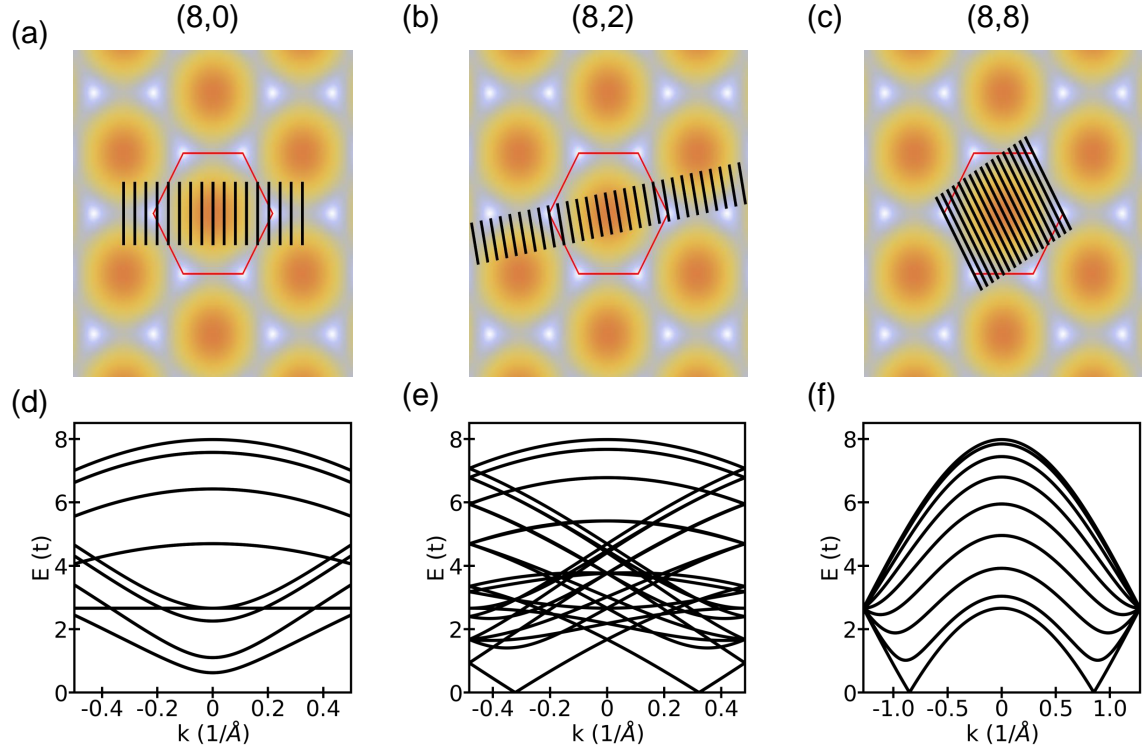 (a) (8,0) (b) (8,2) (c) (8,8)
(d) (e) (f)
8 8 8
6 6 6
4 4 4
2 2 2
0 0 0
E (t) E (t) E (t)
-0.4 -0.2 0 0.2 0.4 -0.4 -0.2 0 0.2 0.4 -1.0 -0.5 0 0.5 1.0
k (1/Å) k (1/Å) k (1/Å)